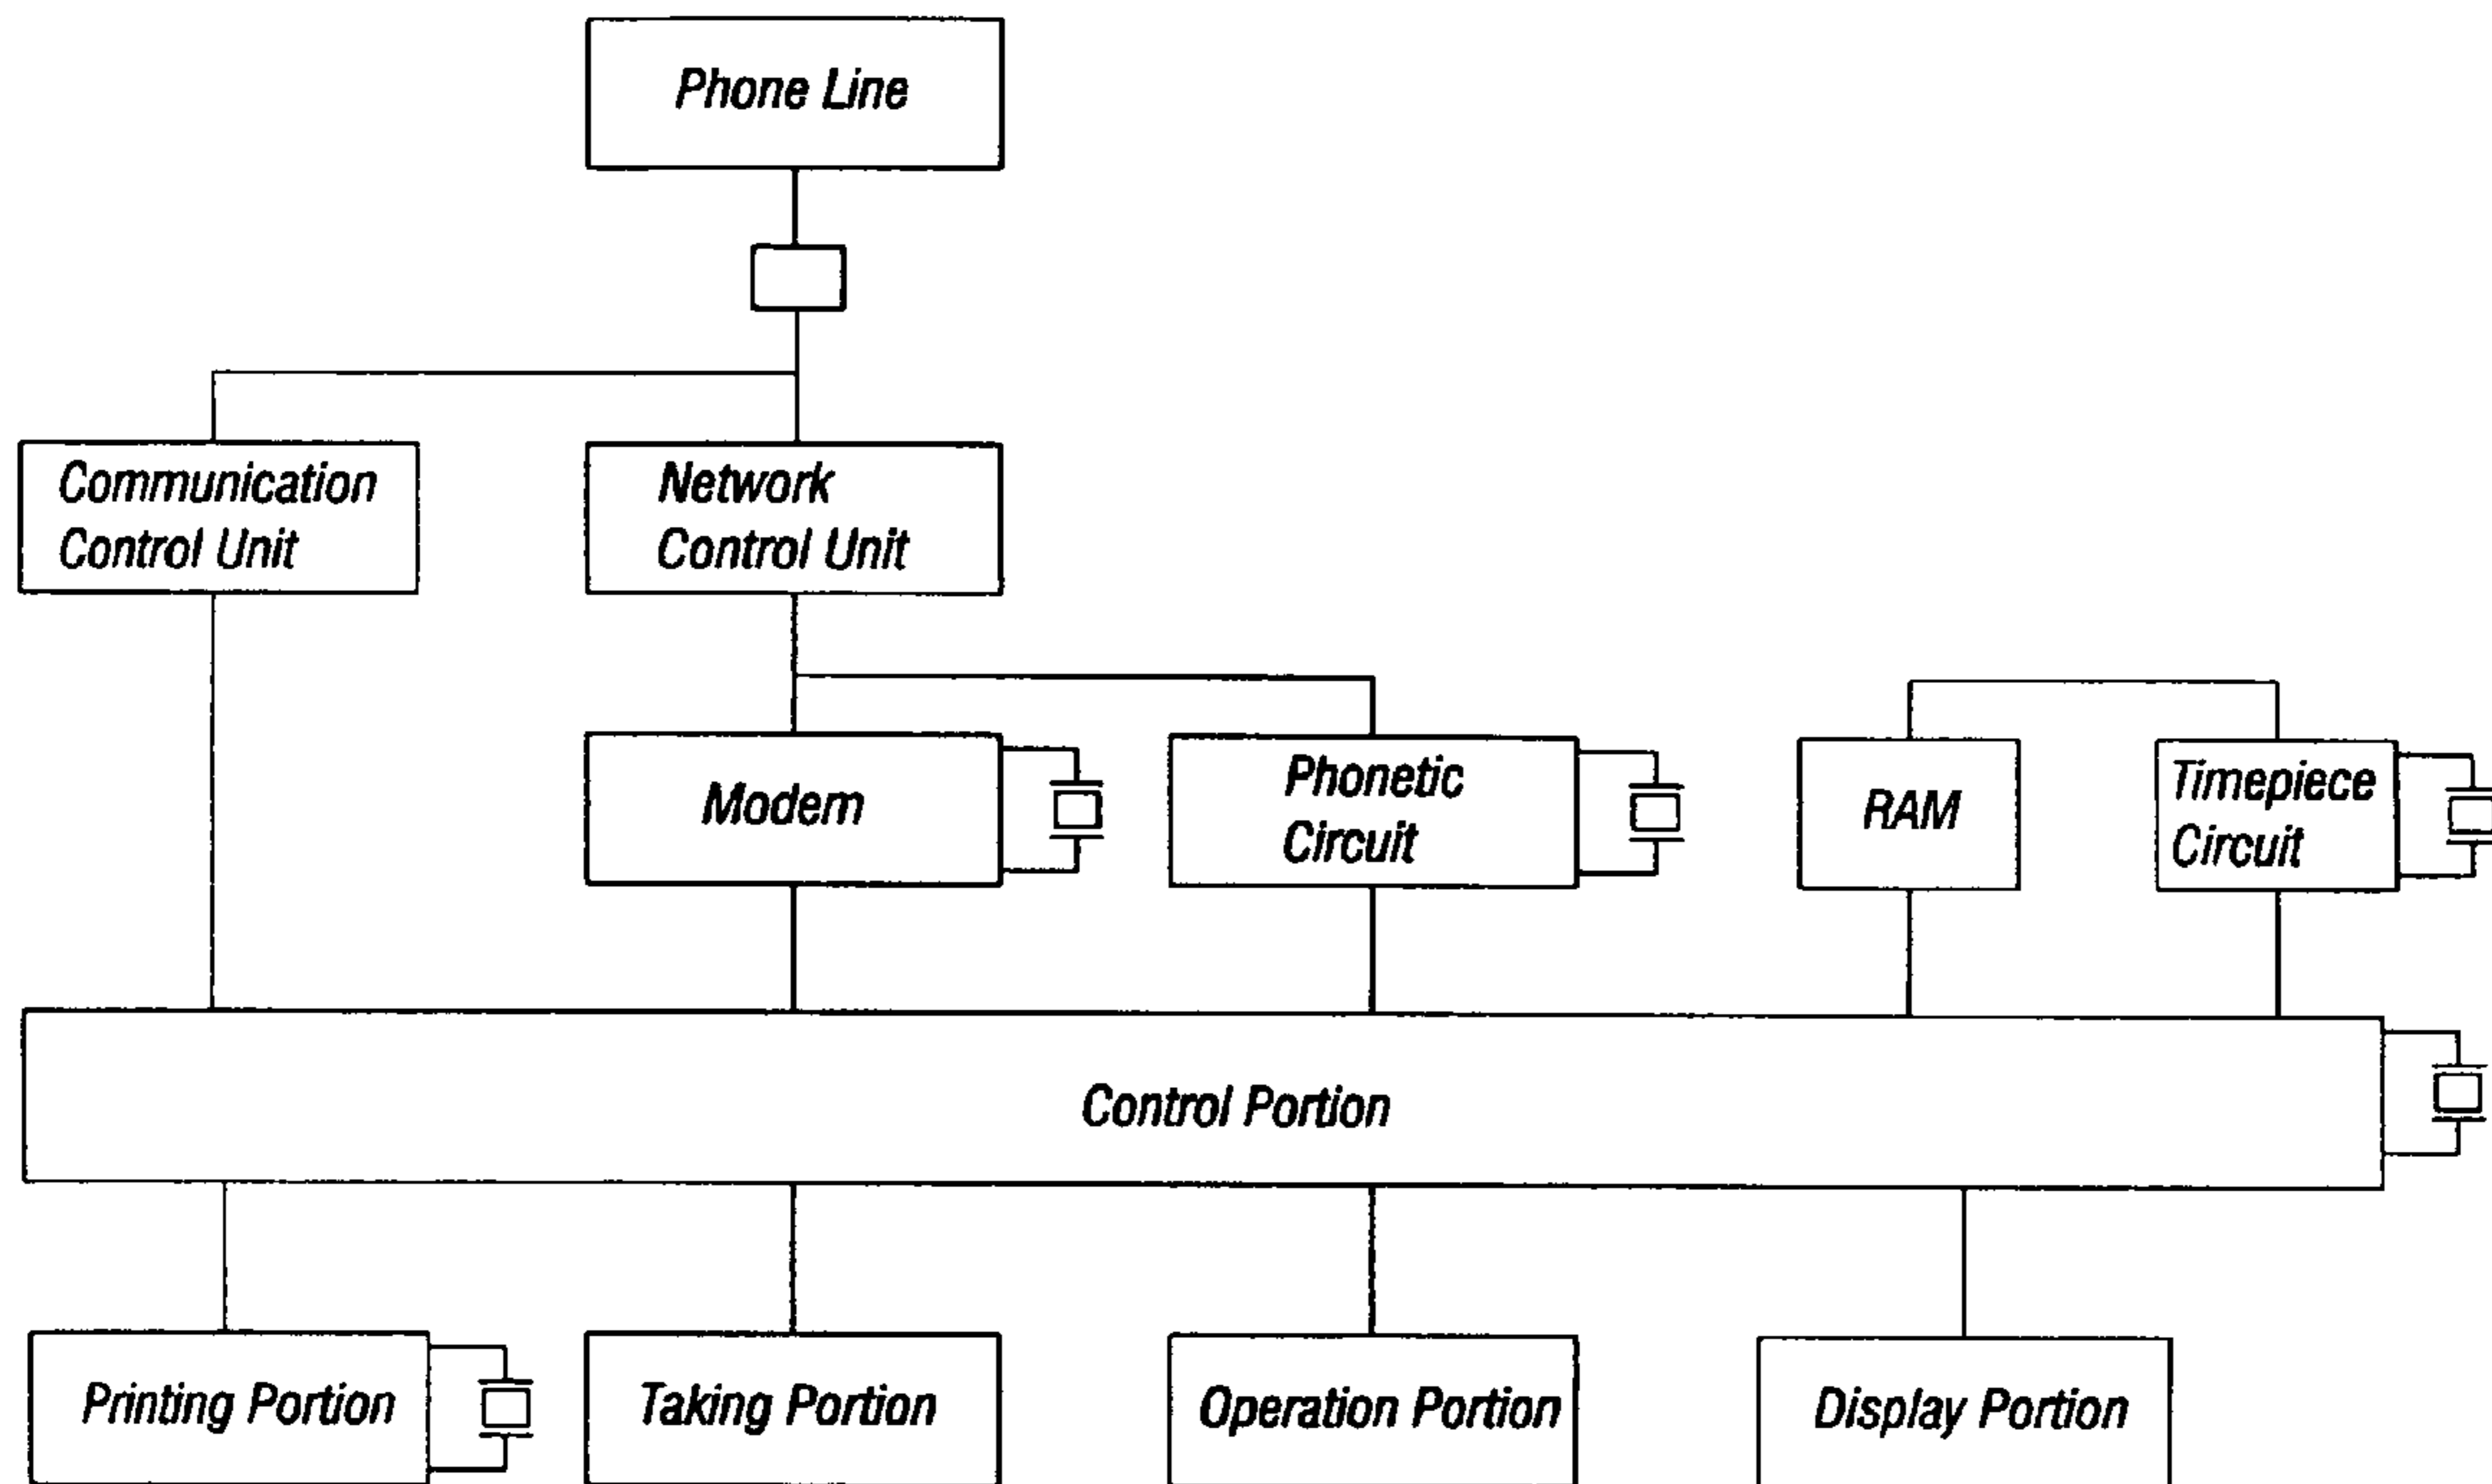 Phone Line
Communication
Control Unit
Network
Control Unit
Modem
Phonetic
Circuit
RAM
Timepiece
Circuit
Control Portion
Printing Portion
Taking Portion
Operation Portion
Display Portion